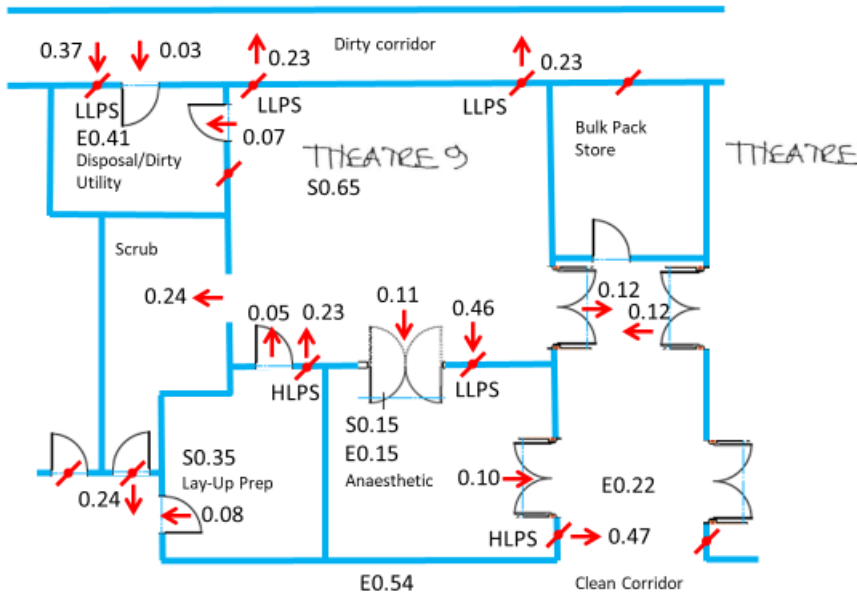 Dirty corridor
0.37
0.03
0.23
0.23
LLPS
LLPS
LLPS
E0.41
Disposal/Dirty
Utility
0.07
THEATRE 9
S0.65
Bulk Pack
Store
THEATRE
Scrub
0.24
0.05
0.23
0.11
0.46
0.12
0.12
HLPS
LLPS
S0.15
E0.15
Anaesthetic
S0.35
Lay-Up Prep
0.24
0.08
0.10
E0.22
HLPS
0.47
E0.54
Clean Corridor